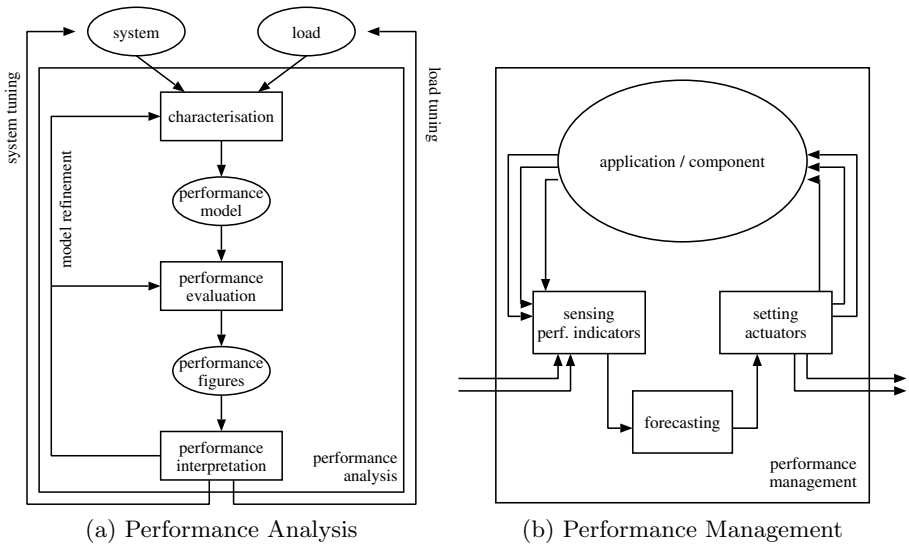 system
load
system tuning
load tuning
characterisation
model refinement
performance
model
performance
evaluation
performance
figures
performance
interpretation
performance
analysis
(a) Performance Analysis
application / component
sensing
perf. indicators
setting
actuators
forecasting
performance
management
(b) Performance Management